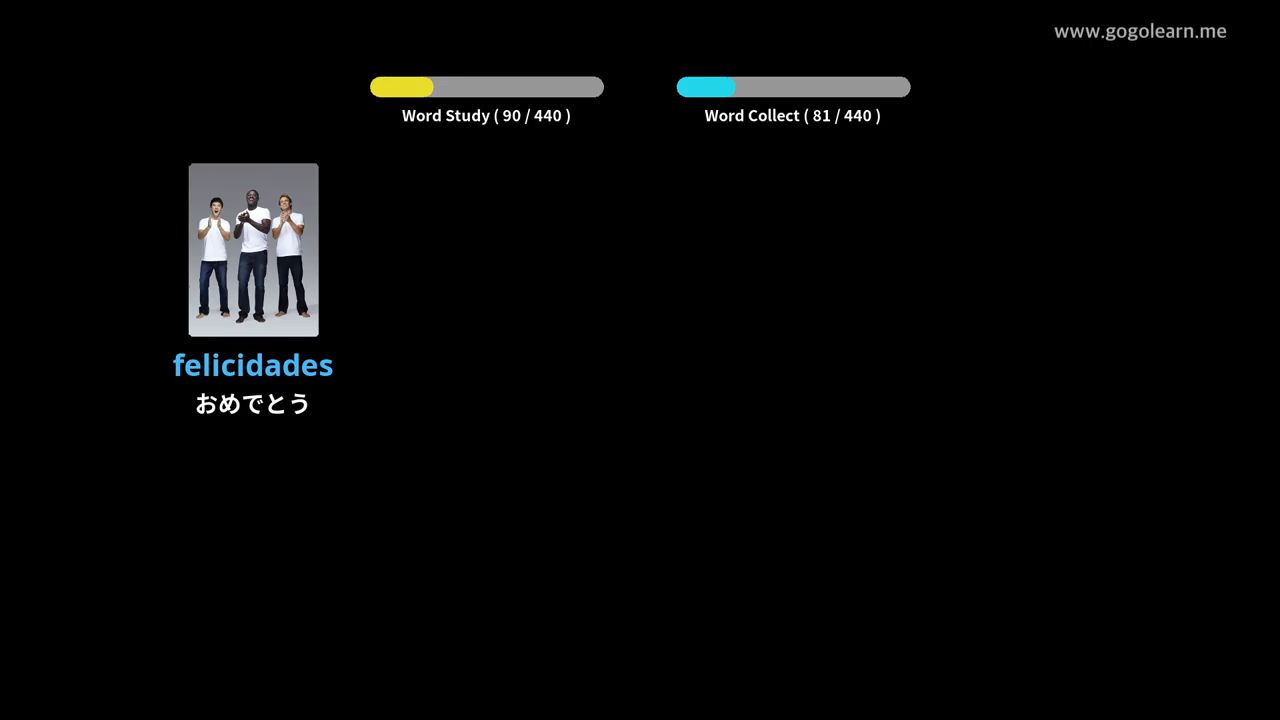 www.gogolearn.me
Word Study ( 90 / 440 )
Word Collect ( 81 / 440 )
felicidades
おめでとう